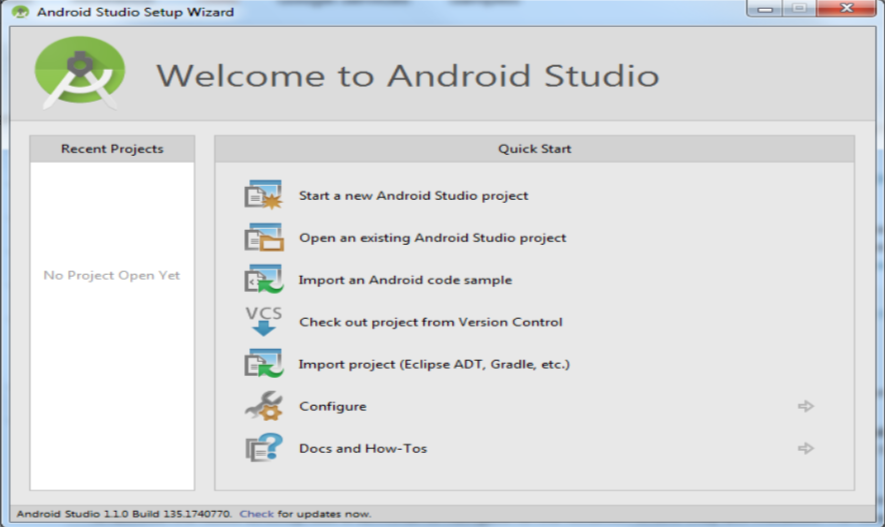 Android Studio Setup Wizard
Welcome to Android Studio
Recent Projects
No Project Open Yet
Quick Start
Start a new Android Studio project
Open an existing Android Studio project
Import an Android code sample
VCS
Check out project from Version Control
Import project (Eclipse ADT, Gradle, etc.)
Configure
Docs and How-Tos
Android Studio 1.1.0 Build 135.1740770. Check for updates now.